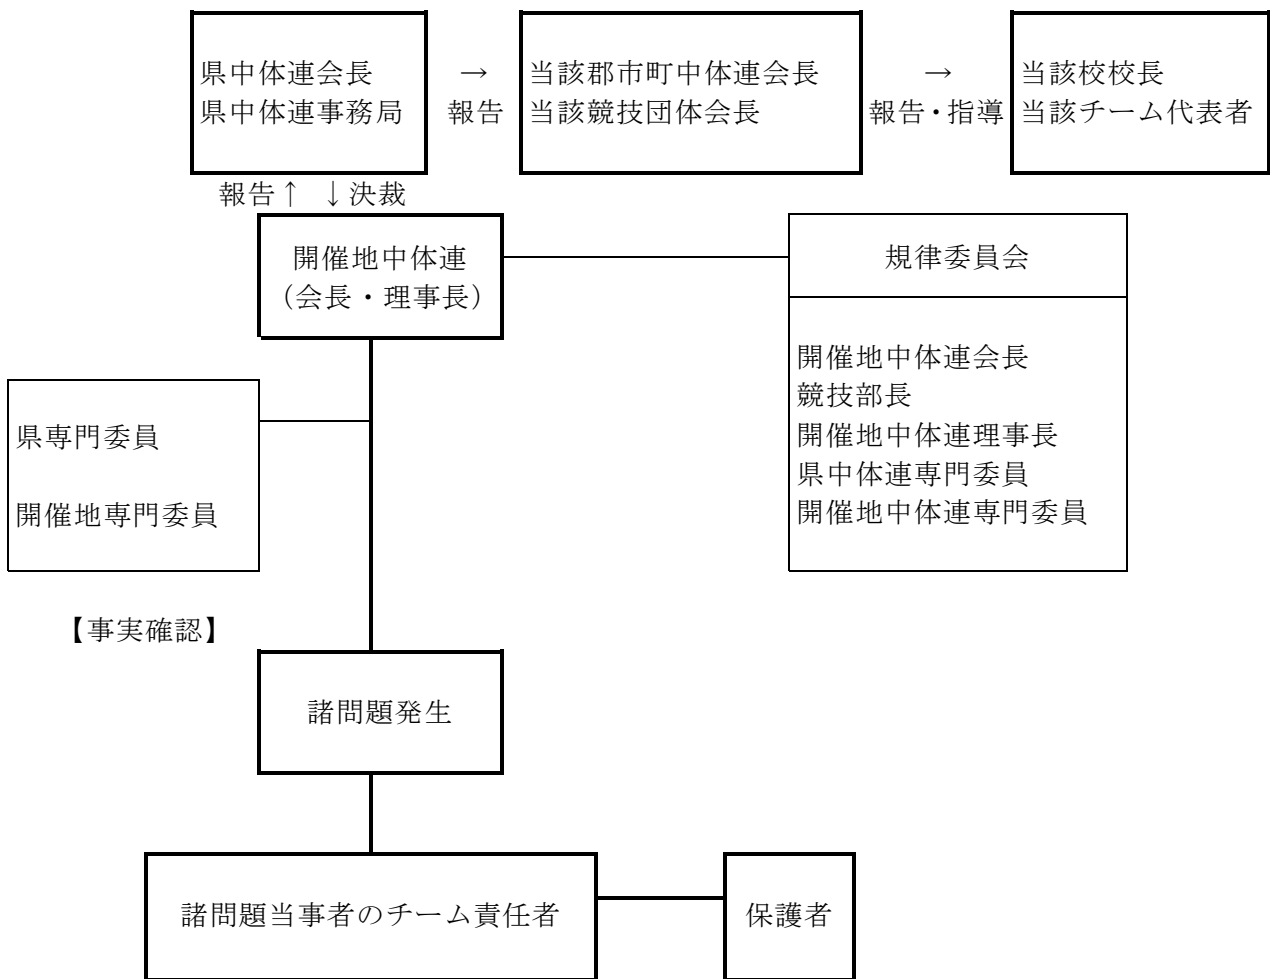 県中体連会長
県中体連事務局
→
報告
当該郡市町中体連会長
当該競技団体会長
→
報告・指導
当該校校長
当該チーム代表者
報告↑ ↓決裁
開催地中体連
（会長・理事長）
規律委員会
開催地中体連会長
競技部長
開催地中体連理事長
県中体連専門委員
開催地中体連専門委員
県専門委員
開催地専門委員
【事実確認】
諸問題発生
諸問題当事者のチーム責任者
保護者